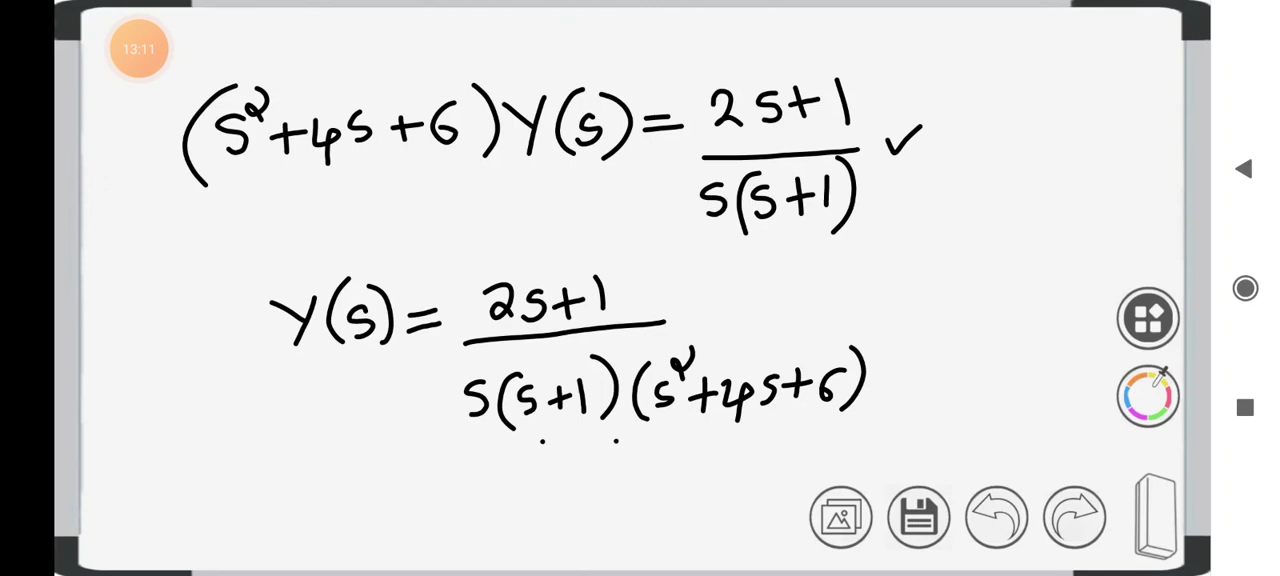 13:11
(s²+4s+6)Y(s)= 2s+1 / s(s+1) ✓
Y(s)= 2s+1 / s(s+1)(s²+4s+6)